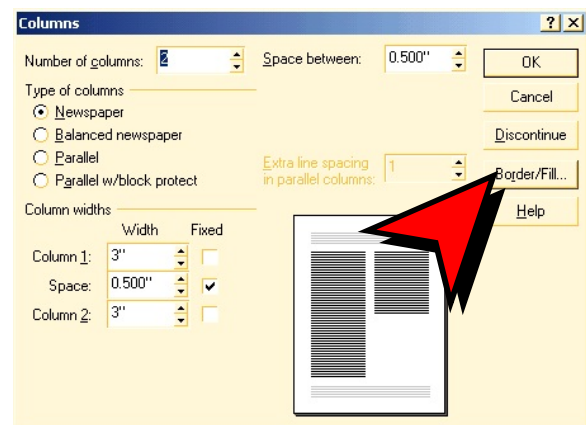 Columns
Number of columns: 2 Space between: 0.500" OK
Type of columns Cancel
Newspaper
Balanced newspaper Discontinue
Parallel Extra line spacing 1
Parallel w/block protect in parallel columns: Border/Fill...
Column widths Help
Width Fixed
Column 1: 3"
Space: 0.500"
Column 2: 3"